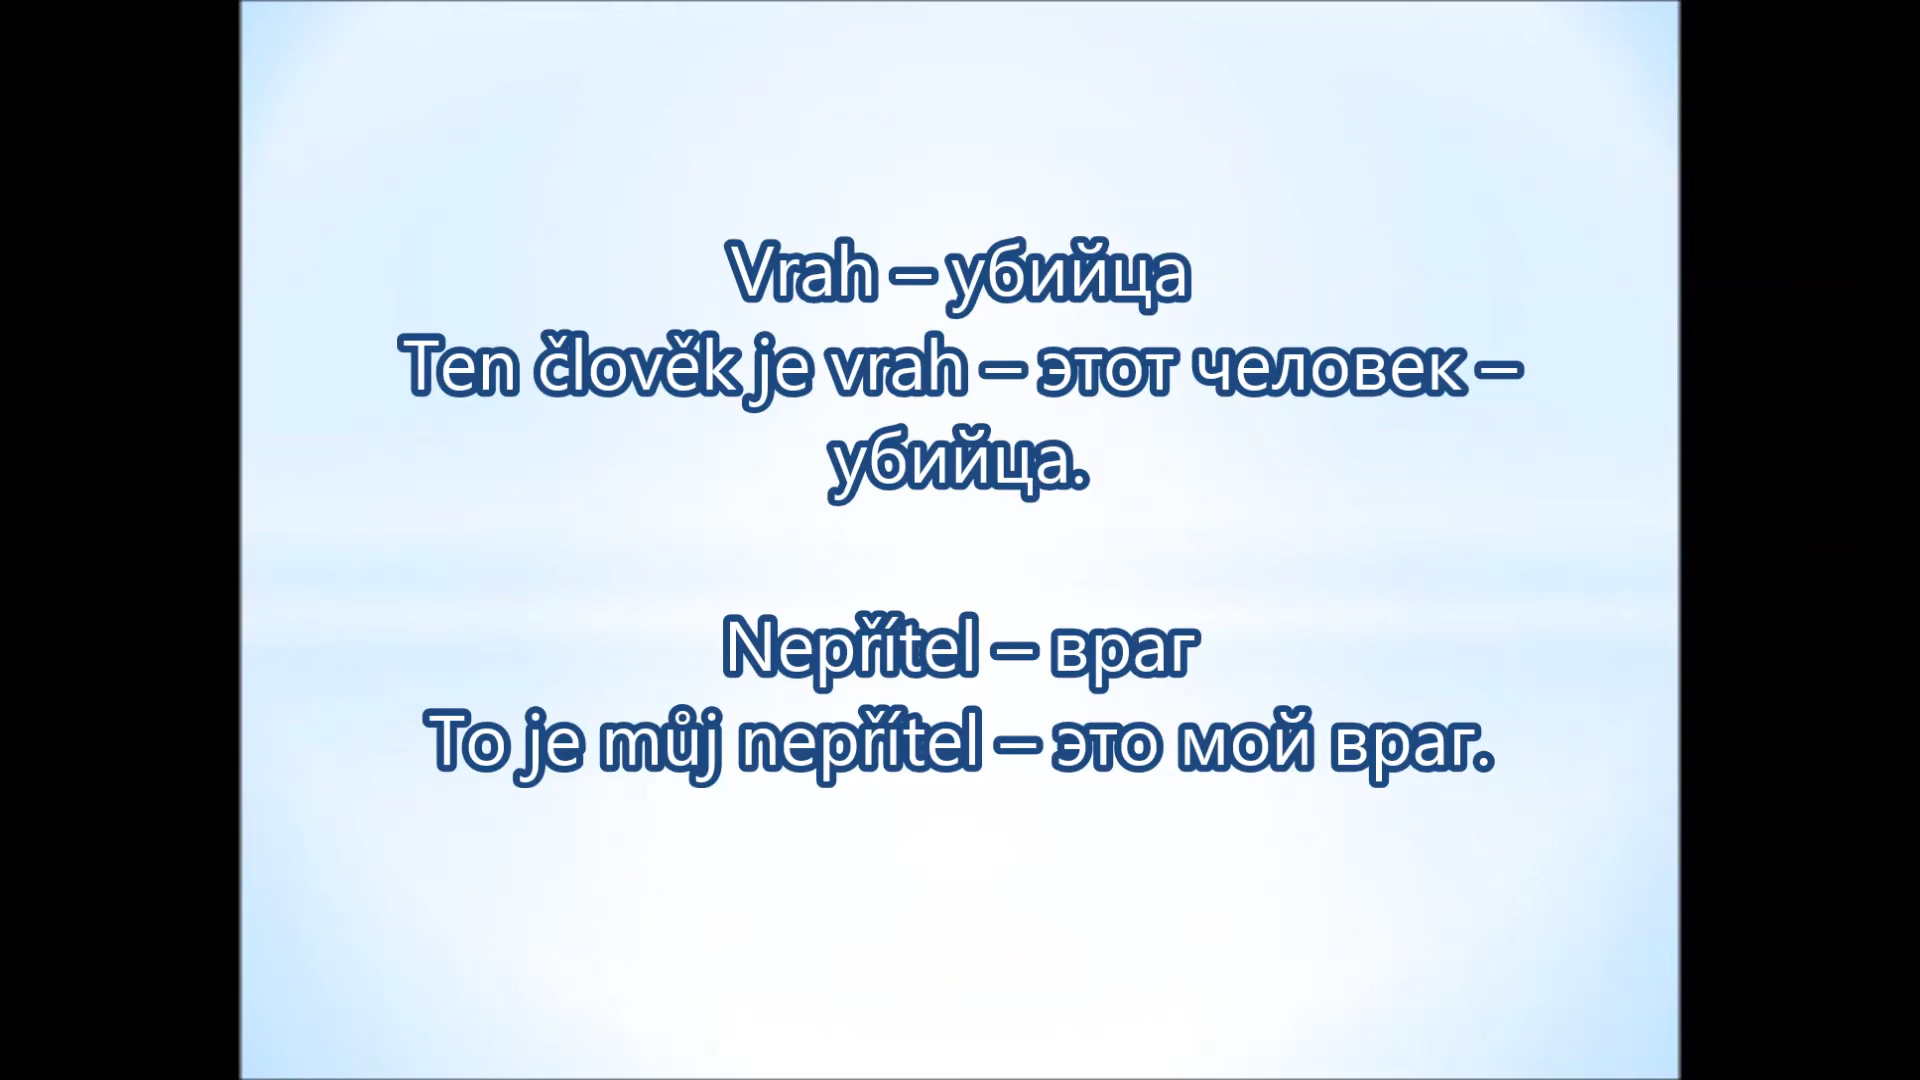 Vrah – убийца
Ten člověk je vrah – этот человек –
убийца.
Nepřítel – враг
To je můj nepřítel – это мой враг.